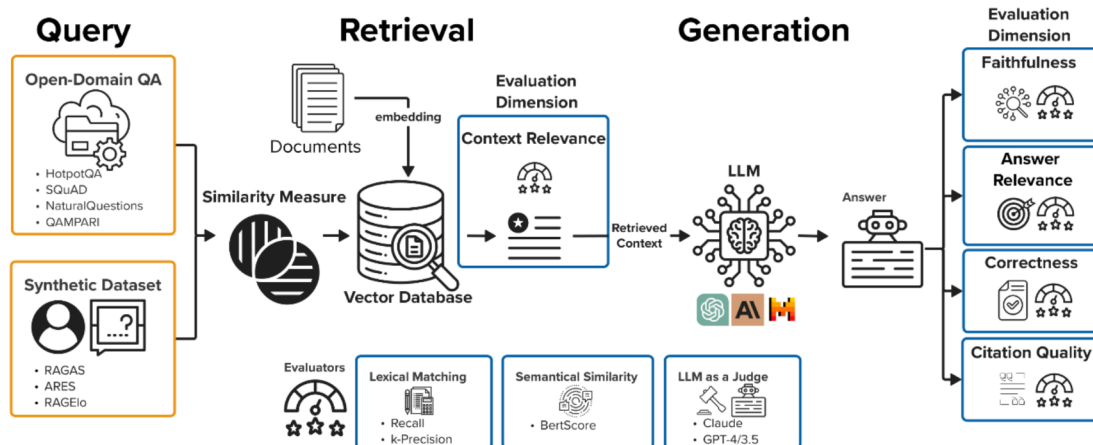 Query
Retrieval
Generation
Evaluation
Dimension
Open-Domain QA
HotpotQA
SQuAD
NaturalQuestions
QAMPARI
Synthetic Dataset
RAGAS
ARES
RAGElo
Documents
embedding
Similarity Measure
Vector Database
Evaluation
Dimension
Context Relevance
Retrieved
Context
LLM
Answer
Faithfulness
Answer
Relevance
Correctness
Citation Quality
Evaluators
Lexical Matching
Recall
k-Precision
Semantical Similarity
BertScore
LLM as a Judge
Claude
GPT-4/3.5